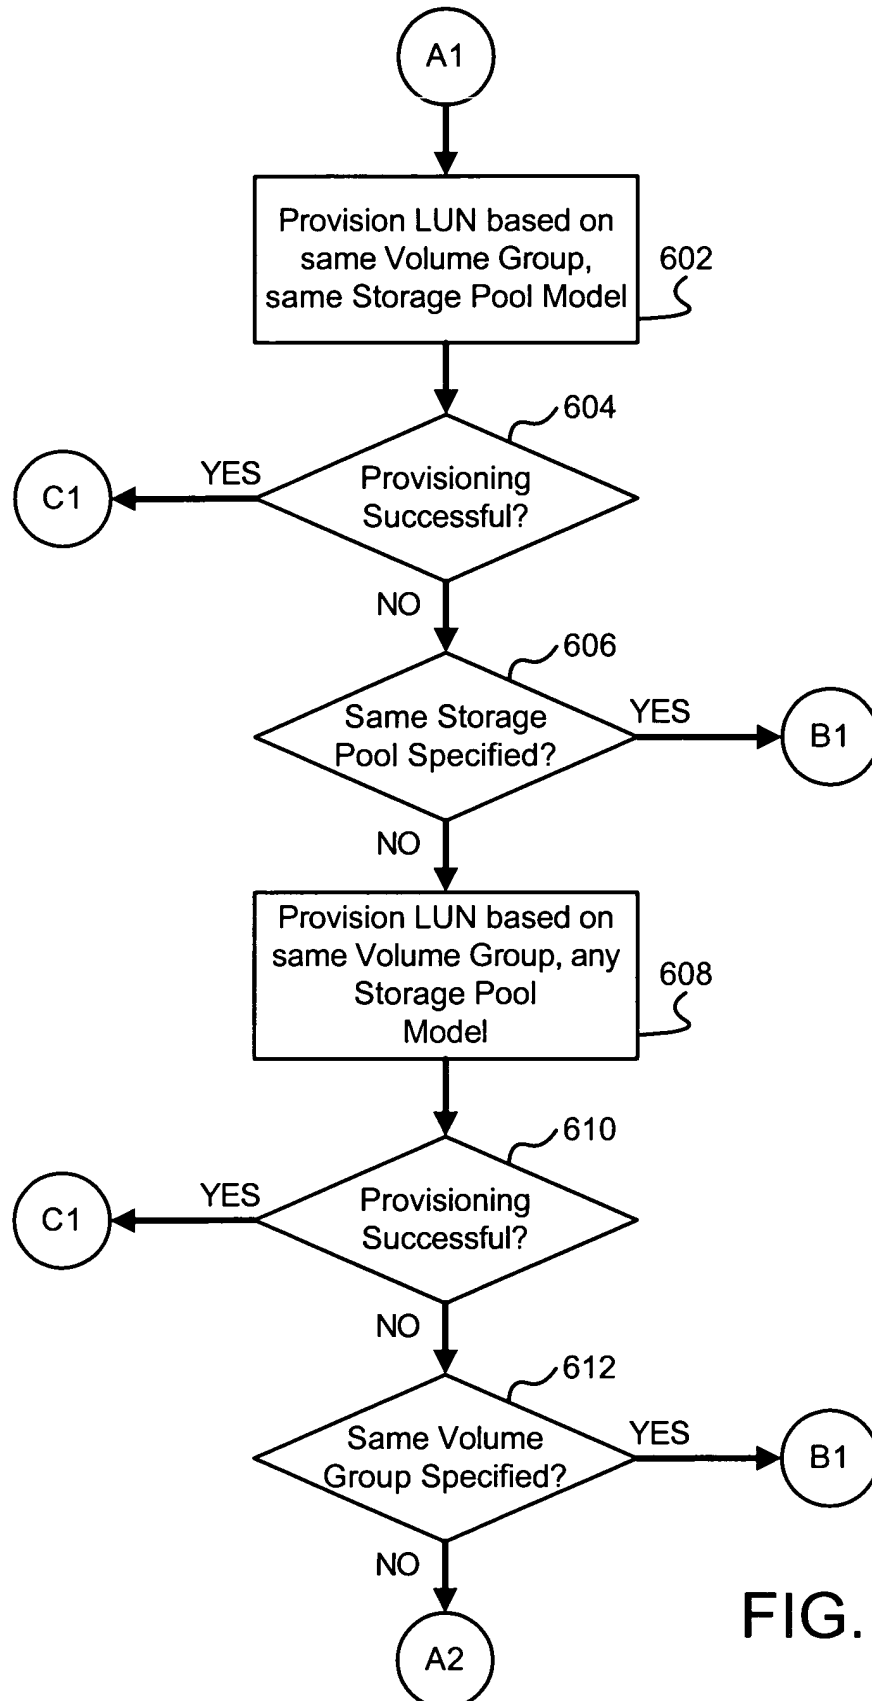 A1
Provision LUN based on
same Volume Group,
same Storage Pool Model
602
604
YES
C1
Provisioning
Successful?
NO
606
Same Storage
Pool Specified?
YES
B1
NO
Provision LUN based on
same Volume Group, any
Storage Pool
Model
608
610
YES
C1
Provisioning
Successful?
NO
612
Same Volume
Group Specified?
YES
B1
NO
A2
FIG.